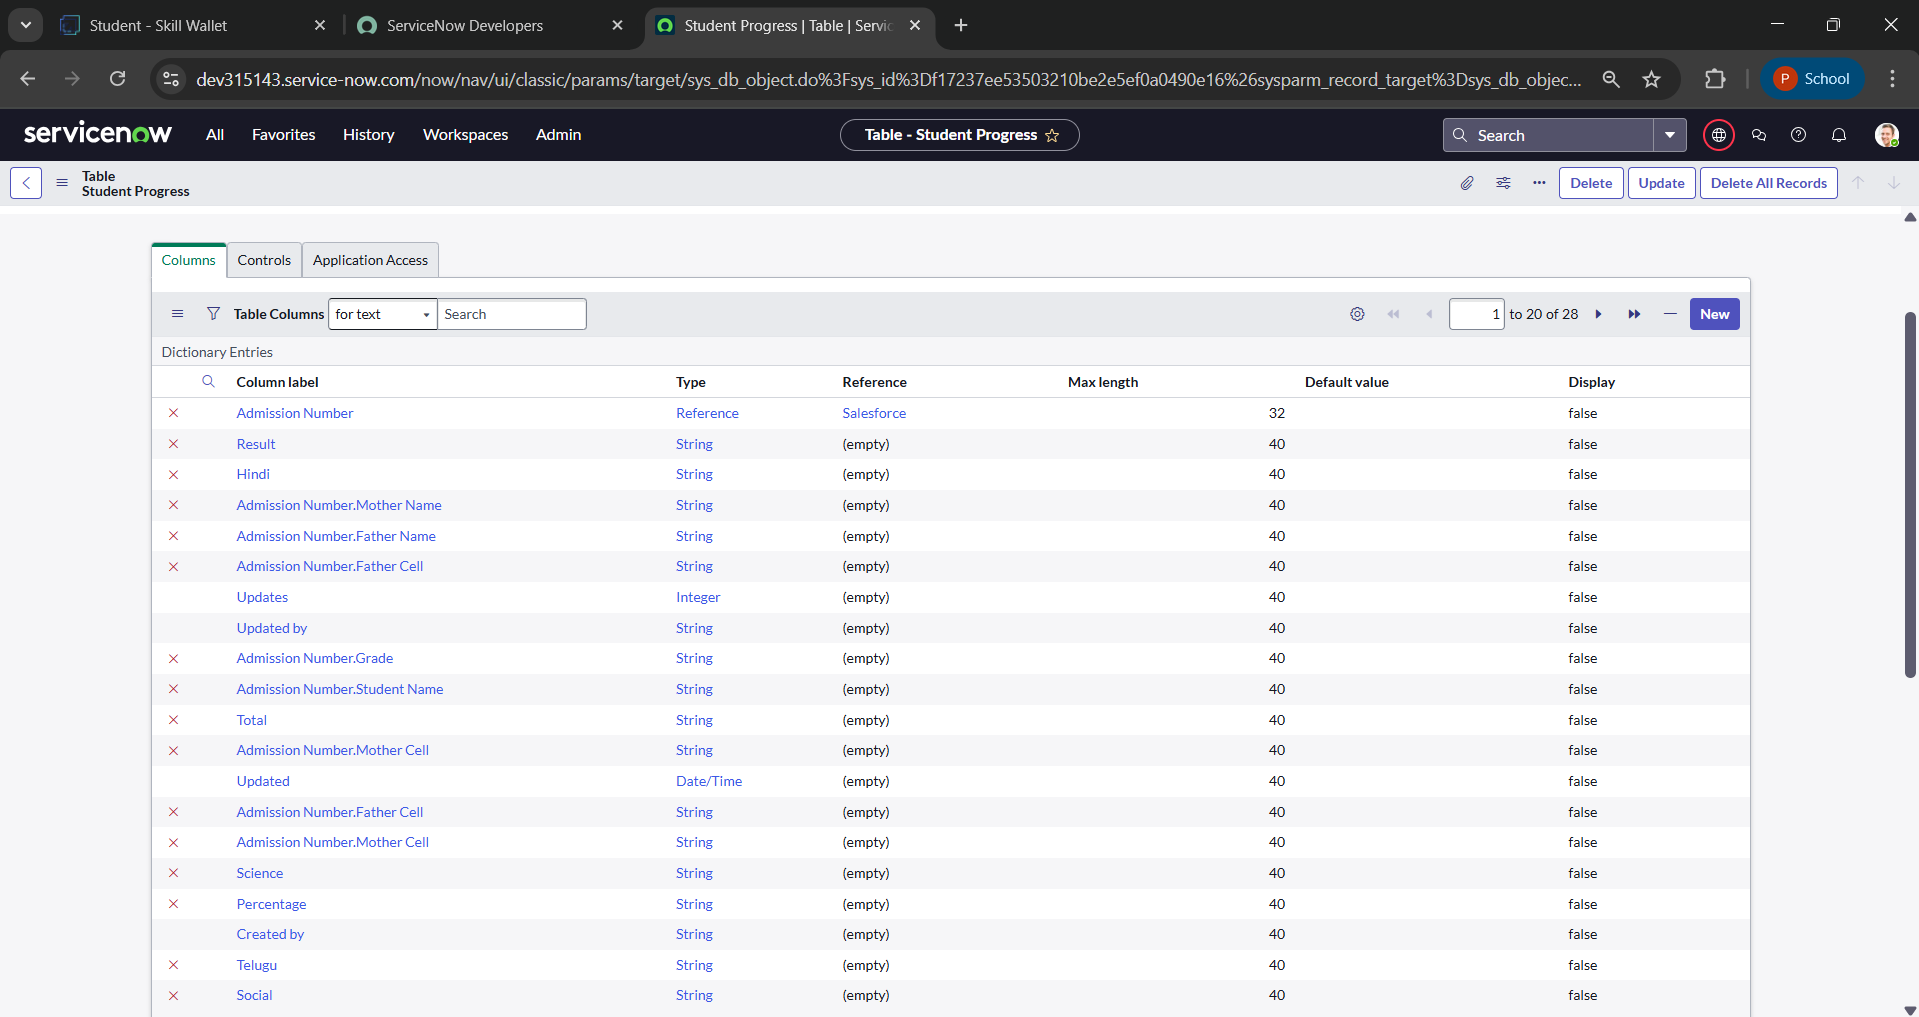 Student - Skill Wallet
ServiceNow Developers
Student Progress | Table | Servic
dev315143.service-now.com/now/nav/ui/classic/params/target/sys_db_object.do%3Fsys_id%3Df17237ee53503210be2e5ef0a0490e16%26sysparm_record_target%3Dsys_db_objec...
P School
servicenow All Favorites History Workspaces Admin Table - Student Progress Search
Table
Student Progress
Delete Update Delete All Records
Columns Controls Application Access
Table Columns for text Search 1 to 20 of 28 New
Dictionary Entries
Column label Type Reference Max length Default value Display
Admission Number Reference Salesforce 32 false
Result String (empty) 40 false
Hindi String (empty) 40 false
Admission Number.Mother Name String (empty) 40 false
Admission Number.Father Name String (empty) 40 false
Admission Number.Father Cell String (empty) 40 false
Updates Integer (empty) 40 false
Updated by String (empty) 40 false
Admission Number.Grade String (empty) 40 false
Admission Number.Student Name String (empty) 40 false
Total String (empty) 40 false
Admission Number.Mother Cell String (empty) 40 false
Updated Date/Time (empty) 40 false
Admission Number.Father Cell String (empty) 40 false
Admission Number.Mother Cell String (empty) 40 false
Science String (empty) 40 false
Percentage String (empty) 40 false
Created by String (empty) 40 false
Telugu String (empty) 40 false
Social String (empty) 40 false